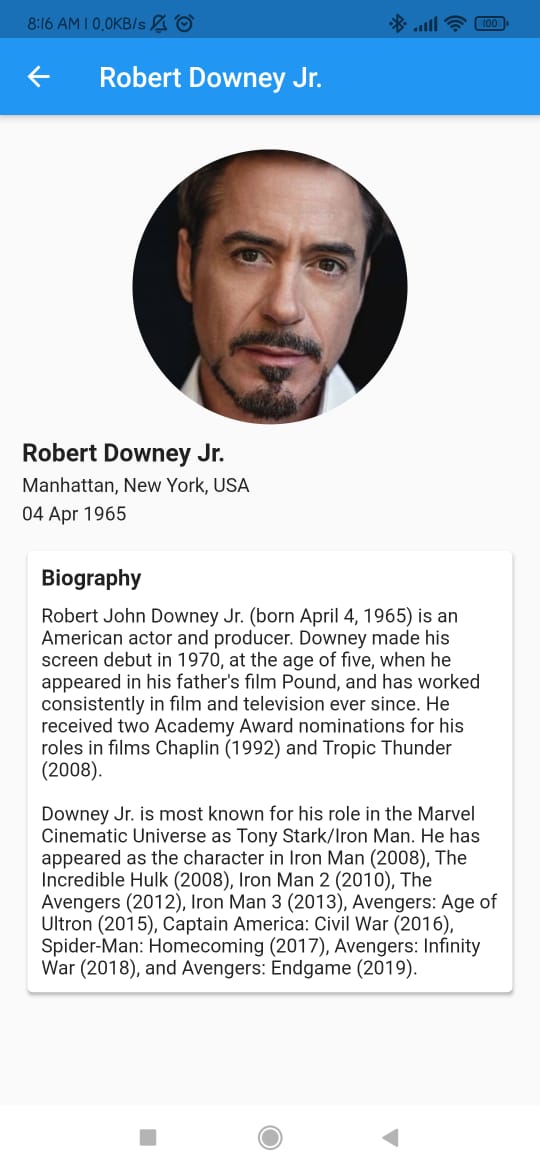 8:16 AM | 0,0KB/s
100
Robert Downey Jr.
Robert Downey Jr.
Manhattan, New York, USA
04 Apr 1965
Biography
Robert John Downey Jr. (born April 4, 1965) is an
American actor and producer. Downey made his
screen debut in 1970, at the age of five, when he
appeared in his father's film Pound, and has worked
consistently in film and television ever since. He
received two Academy Award nominations for his
roles in films Chaplin (1992) and Tropic Thunder
(2008).
Downey Jr. is most known for his role in the Marvel
Cinematic Universe as Tony Stark/Iron Man. He has
appeared as the character in Iron Man (2008), The
Incredible Hulk (2008), Iron Man 2 (2010), The
Avengers (2012), Iron Man 3 (2013), Avengers: Age of
Ultron (2015), Captain America: Civil War (2016),
Spider-Man: Homecoming (2017), Avengers: Infinity
War (2018), and Avengers: Endgame (2019).